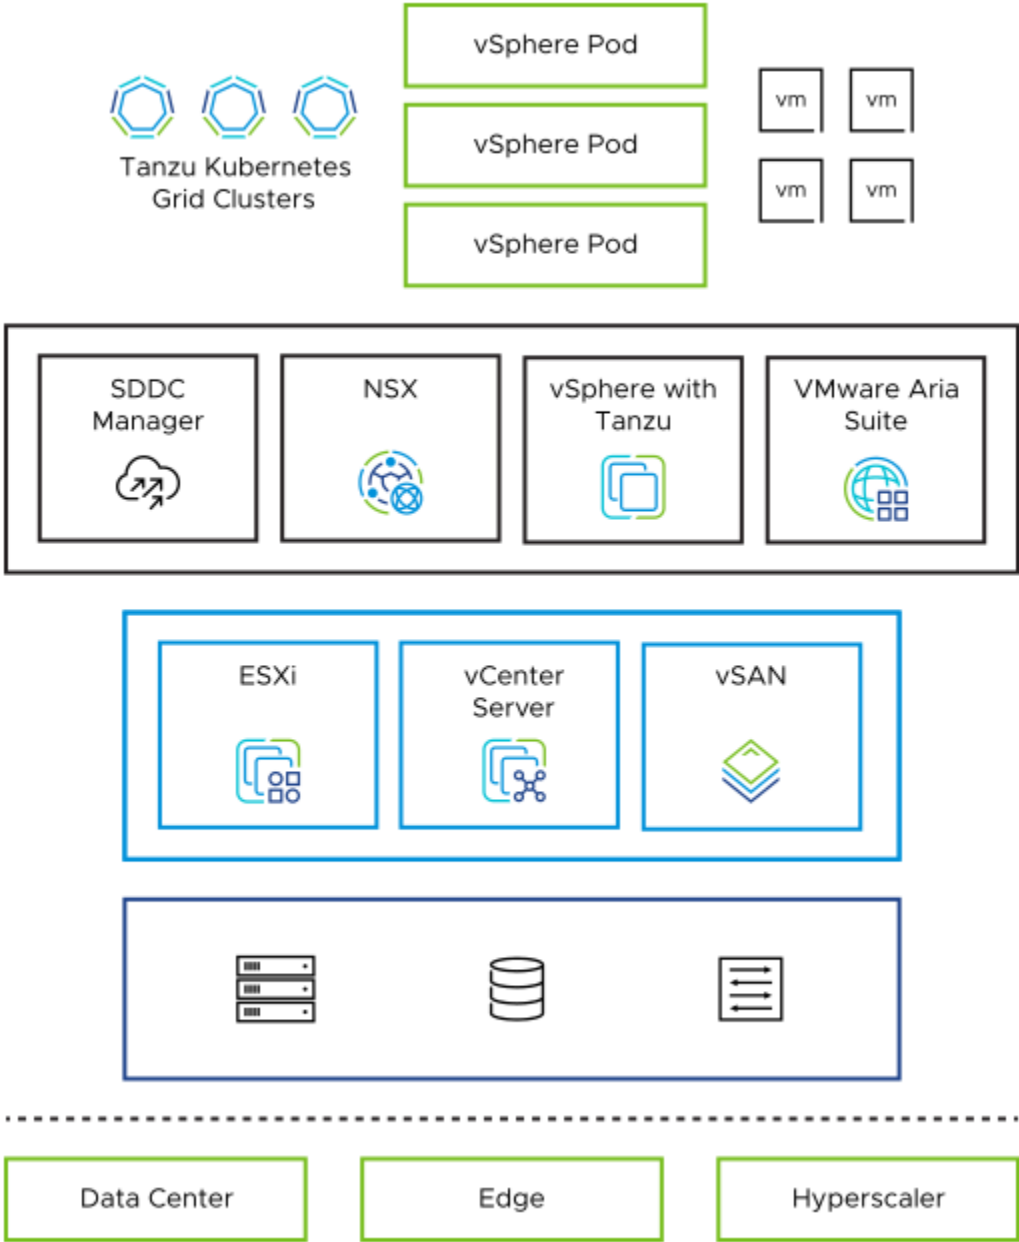 vSphere Pod
vSphere Pod
vSphere Pod
Tanzu Kubernetes
Grid Clusters
vm
vm
vm
vm
SDDC
Manager
NSX
vSphere with
Tanzu
VMware Aria
Suite
ESXi
vCenter
Server
vSAN
Data Center
Edge
Hyperscaler